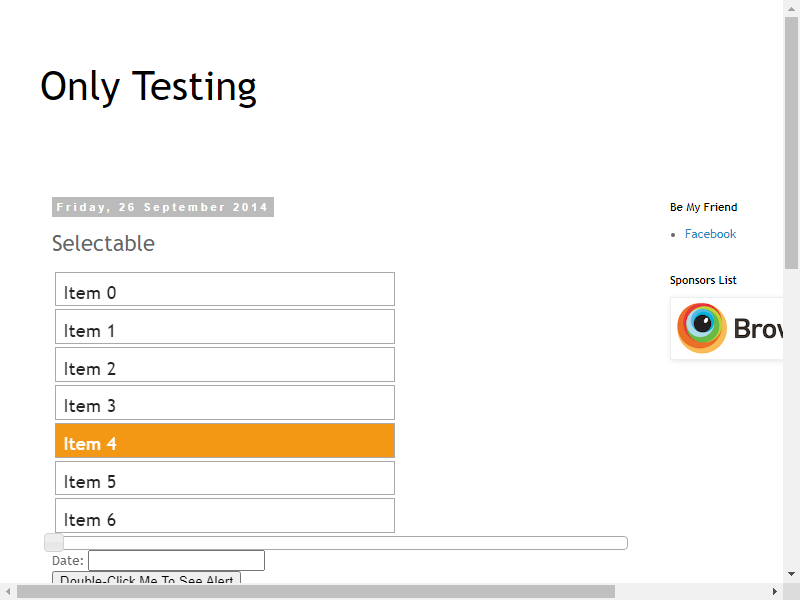 Only Testing
Friday, 26 September 2014
Selectable
Item 0
Item 1
Item 2
Item 3
Item 4
Item 5
Item 6
Date:
Double-Click Me To See Alert
Be My Friend
Facebook
Sponsors List